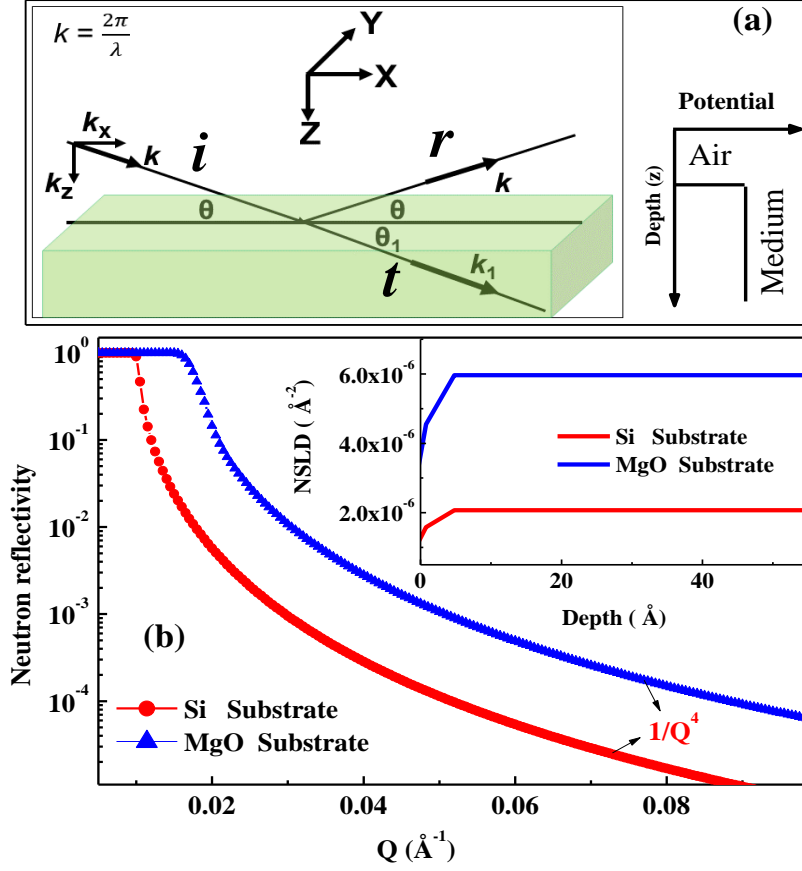 k = 2π/λ
(a)
Y
X
Z
kx
k
kz
i
r
k
θ
θ
θ1
t
k1
Potential
Air
Depth (z)
Medium
10^0
10^-1
10^-2
10^-3
10^-4
Neutron reflectivity
6.0x10^-6
4.0x10^-6
2.0x10^-6
NSLD ( Å^-2)
Si Substrate
MgO Substrate
0 20 40
Depth ( Å)
(b)
Si Substrate
MgO Substrate
1/Q^4
0.02 0.04 0.06 0.08
Q (Å^-1)